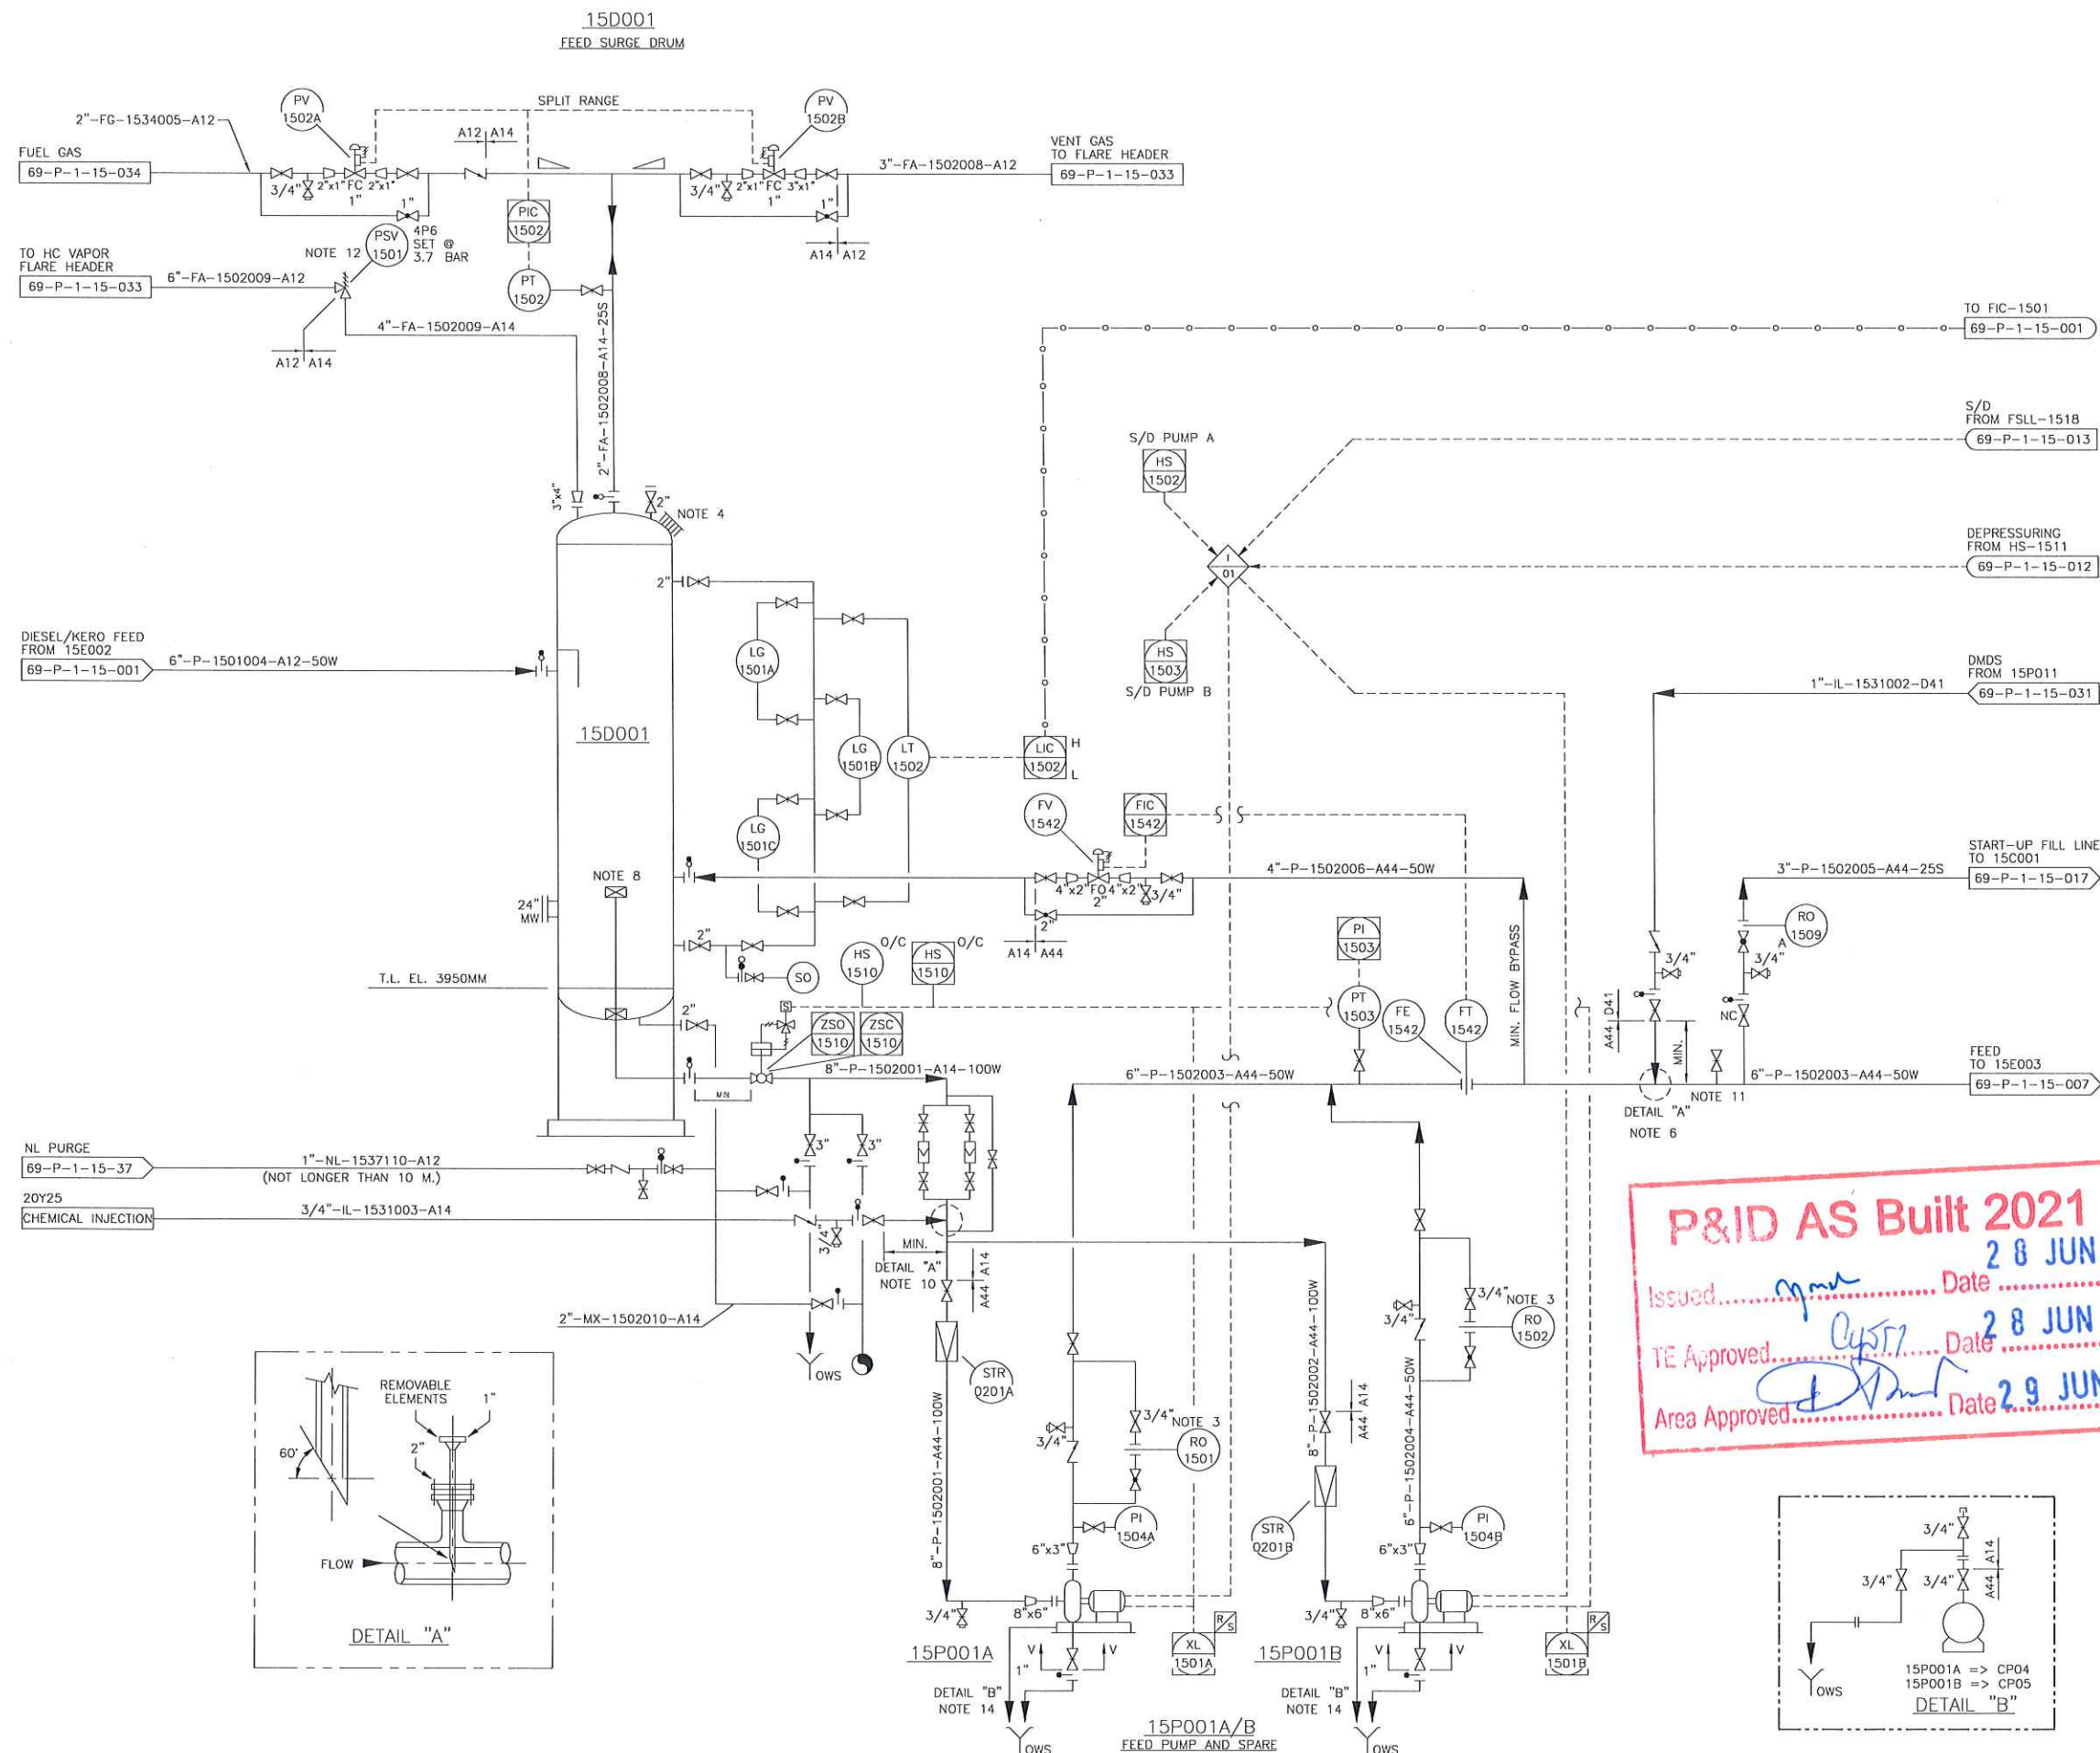 15D001
FEED SURGE DRUM
PV
1502A
SPLIT RANGE
PV
1502B
2"-FG-1534005-A12
A12 A14
FUEL GAS
69-P-1-15-034
3/4"
2"x1"
FC
2"x1"
1"
1"
3/4"
2"x1"
FC
3"x1"
1"
1"
3"-FA-1502008-A12
VENT GAS
TO FLARE HEADER
69-P-1-15-033
PIC
1502
A14 A12
TO HC VAPOR
FLARE HEADER
69-P-1-15-033
6"-FA-1502009-A12
NOTE 12
PSV
1501
4P6
SET @
3.7 BAR
PT
1502
4"-FA-1502009-A14
A12 A14
2"-FA-1502008-A14-25S
TO FIC-1501
69-P-1-15-001
S/D
FROM FSLL-1518
69-P-1-15-013
S/D PUMP A
HS
1502
3"x4"
2"
NOTE 4
DEPRESSURING
FROM HS-1511
69-P-1-15-012
I
01
2"
DIESEL/KERO FEED
FROM 15E002
69-P-1-15-001
6"-P-1501004-A12-50W
LG
1501A
HS
1503
S/D PUMP B
DMDS
FROM 15P011
69-P-1-15-031
1"-IL-1531002-D41
15D001
LG
1501B
LT
1502
LIC
1502
H
L
LG
1501C
FV
1542
FIC
1542
4"x2"
FO
4"x2"
2"
3/4"
2"
A14 A44
4"-P-1502006-A44-50W
START-UP FILL LINE
TO 15C001
69-P-1-15-017
3"-P-1502005-A44-25S
NOTE 8
24"
MW
2"
SO
HS
1510
O/C
HS
1510
O/C
PI
1503
RO
1509
A
3/4"
3/4"
T.L. EL. 3950MM
2"
S
ZSO
1510
ZSC
1510
PT
1503
FE
1542
FT
1542
MIN. FLOW BYPASS
A44 D41
MIN.
NC
8"-P-1502001-A14-100W
MIN
6"-P-1502003-A44-50W
6"-P-1502003-A44-50W
FEED
TO 15E003
69-P-1-15-007
DETAIL "A"
NOTE 6
NOTE 11
NL PURGE
69-P-1-15-37
1"-NL-1537110-A12
(NOT LONGER THAN 10 M.)
3"
3"
20Y25
CHEMICAL INJECTION
3/4"-IL-1531003-A14
3/4"
MIN.
DETAIL "A"
NOTE 10
A44 A14
2"-MX-1502010-A14
OWS
STR
0201A
8"-P-1502001-A44-100W
3/4"
3/4"
NOTE 3
RO
1501
PI
1504A
6"x3"
8"x6"
3/4"
15P001A
V
V
1"
DETAIL "B"
NOTE 14
OWS
XL
1501A
R/S
8"-P-1502002-A44-100W
A44 A14
STR
0201B
6"-P-1502004-A44-50W
3/4"
3/4"
NOTE 3
RO
1502
PI
1504B
6"x3"
8"x6"
3/4"
15P001B
V
V
1"
DETAIL "B"
NOTE 14
OWS
XL
1501B
R/S
15P001A/B
FEED PUMP AND SPARE
REMOVABLE
ELEMENTS
1"
2"
60°
FLOW
DETAIL "A"
P&ID AS Built 2021
Issued Date 28 JUN
TE Approved Date 28 JUN
Area Approved Date 29 JUN
3/4"
3/4"
3/4"
A44 A14
OWS
15P001A => CP04
15P001B => CP05
DETAIL "B"